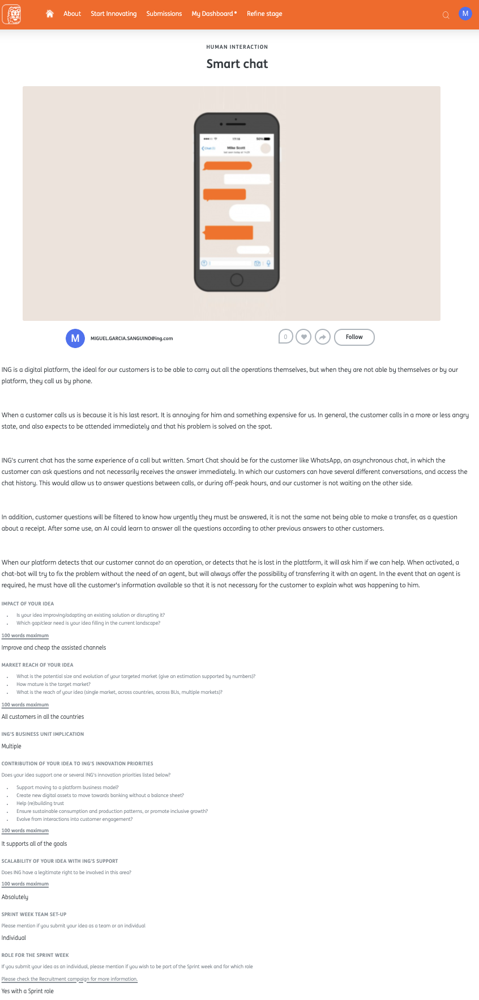 About Start Innovating Submissions My Dashboard Refine stage
M
HUMAN INTERACTION
Smart chat
17:16 50%
Chat Mike Scott
last seen today at
M MIGUEL.GARCIA.SANGUINO@ing.com 0 Follow
ING is a digital platform, the ideal for our customers is to be able to carry out all the operations themselves, but when they are not able by themselves or by our
platform, they call us by phone.
When a customer calls us is because it is his last resort. It is annoying for him and something expensive for us. In general, the customer calls in a more or less angry
state, and also expects to be attended immediately and that his problem is solved on the spot.
ING's current chat has the same experience of a call but written. Smart Chat should be for the customer like WhatsApp, an asynchronous chat, in which the
customer can ask questions and not necessarily receives the answer immediately. In which our customers can have several different conversations, and access the
chat history. This would allow us to answer questions between calls, or during off-peak hours, and our customer is not waiting on the other side.
In addition, customer questions will be filtered to know how urgently they must be answered, it is not the same not being able to make a transfer, as a question
about a receipt. After some use, an AI could learn to answer all the questions according to other previous answers to other customers.
When our platform detects that our customer cannot do an operation, or detects that he is lost in the plattform, it will ask him if we can help. When activated, a
chat-bot will try to fix the problem without the need of an agent, but will always offer the possibility of transferring it with an agent. In the event that an agent is
required, he must have all the customer's information available so that it is not necessary for the customer to explain what was happening to him.
IMPACT OF YOUR IDEA
• Is your idea improving/adapting an existing solution or disrupting it?
• Which gap/clear need is your idea filling in the current landscape?
100 words maximum
Improve and cheap the assisted channels
MARKET REACH OF YOUR IDEA
• What is the potential size and evolution of your targeted market (give an estimation supported by numbers)?
• How mature is the target market?
• What is the reach of your idea (single market, across countries, across BUs, multiple markets)?
100 words maximum
All customers in all the countries
ING'S BUSINESS UNIT IMPLICATION
Multiple
CONTRIBUTION OF YOUR IDEA TO ING'S INNOVATION PRIORITIES
Does your idea support one or several ING's innovation priorities listed below?
• Support moving to a platform business model?
• Create new digital assets to move towards banking without a balance sheet?
• Help (re)building trust
• Ensure sustainable consumption and production patterns, or promote inclusive growth?
• Evolve from interactions into customer engagement?
100 words maximum
It supports all of the goals
SCALABILITY OF YOUR IDEA WITH ING'S SUPPORT
Does ING have a legitimate right to be involved in this area?
100 words maximum
Absolutely
SPRINT WEEK TEAM SET-UP
Please mention if you submit your idea as a team or an individual
Individual
ROLE FOR THE SPRINT WEEK
If you submit your idea as an individual, please mention if you wish to be part of the Sprint week and for which role
Please check the Recruitment campaign for more information.
Yes with a Sprint role